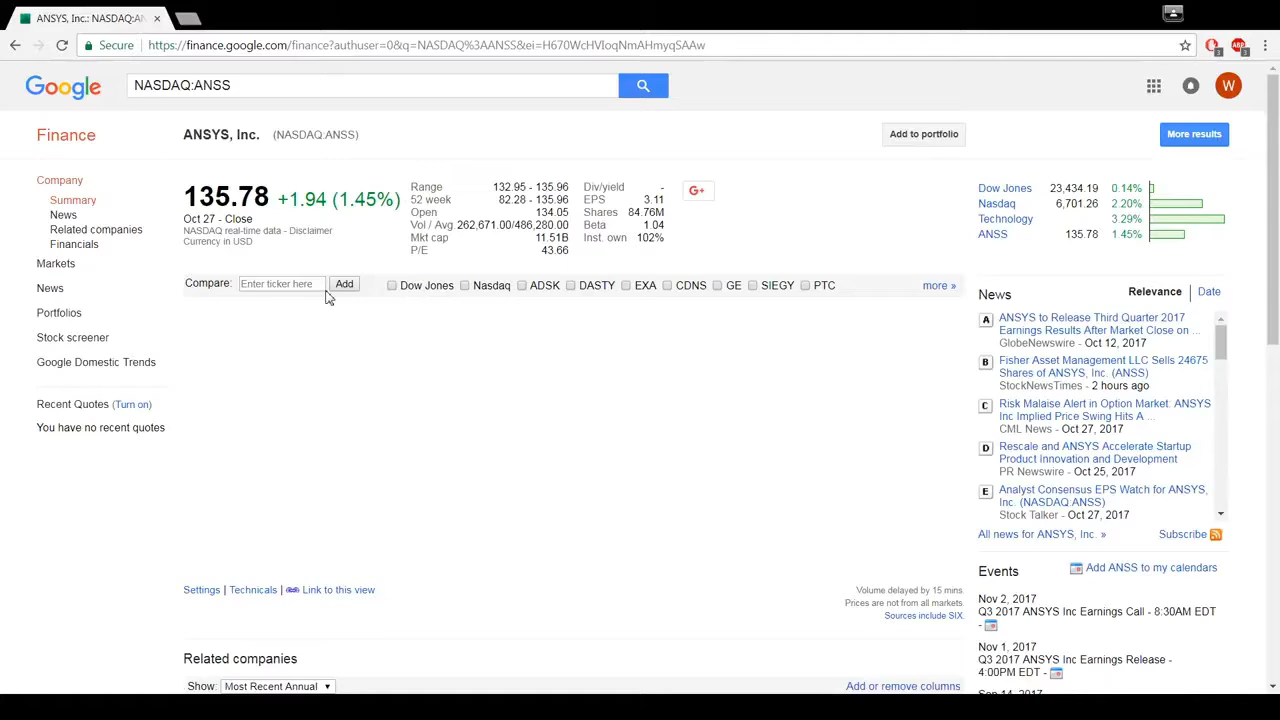 ANSYS, Inc.: NASDAQ:AN
Secure
https://finance.google.com/finance?authuser=0&q=NASDAQ%3AANSS&ei=H670WcHVIoqNmAHmyqSAAw
Google
NASDAQ:ANSS
W
Finance
ANSYS, Inc. (NASDAQ:ANSS)
Add to portfolio
More results
Company
Summary
News
Related companies
Financials
Markets
News
Portfolios
Stock screener
Google Domestic Trends
Recent Quotes (Turn on)
You have no recent quotes
135.78 +1.94 (1.45%)
Oct 27 - Close
NASDAQ real-time data - Disclaimer
Currency in USD
Range 132.95 - 135.96
52 week 82.28 - 135.96
Open 134.05
Vol / Avg 262,671.00/486,280.00
Mkt cap 11.51B
P/E 43.66
Div/yield -
EPS 3.11
Shares 84.76M
Beta 1.04
Inst. own 102%
G+
Dow Jones 23,434.19 0.14%
Nasdaq 6,701.26 2.20%
Technology 3.29%
ANSS 135.78 1.45%
Compare: Enter ticker here Add Dow Jones Nasdaq ADSK DASTY EXA CDNS GE SIEGY PTC more »
Settings | Technicals | Link to this view
Volume delayed by 15 mins.
Prices are not from all markets.
Sources include SIX.
Related companies
Show: Most Recent Annual
Add or remove columns
News
Relevance | Date
A ANSYS to Release Third Quarter 2017
Earnings Results After Market Close on ...
GlobeNewswire - Oct 12, 2017
B Fisher Asset Management LLC Sells 24675
Shares of ANSYS, Inc. (ANSS)
StockNewsTimes - 2 hours ago
C Risk Malaise Alert in Option Market: ANSYS
Inc Implied Price Swing Hits A ...
CML News - Oct 27, 2017
D Rescale and ANSYS Accelerate Startup
Product Innovation and Development
PR Newswire - Oct 25, 2017
E Analyst Consensus EPS Watch for ANSYS,
Inc. (NASDAQ:ANSS)
Stock Talker - Oct 27, 2017
All news for ANSYS, Inc. »
Subscribe
Events
Add ANSS to my calendars
Nov 2, 2017
Q3 2017 ANSYS Inc Earnings Call - 8:30AM EDT
-
Nov 1, 2017
Q3 2017 ANSYS Inc Earnings Release -
4:00PM EDT -